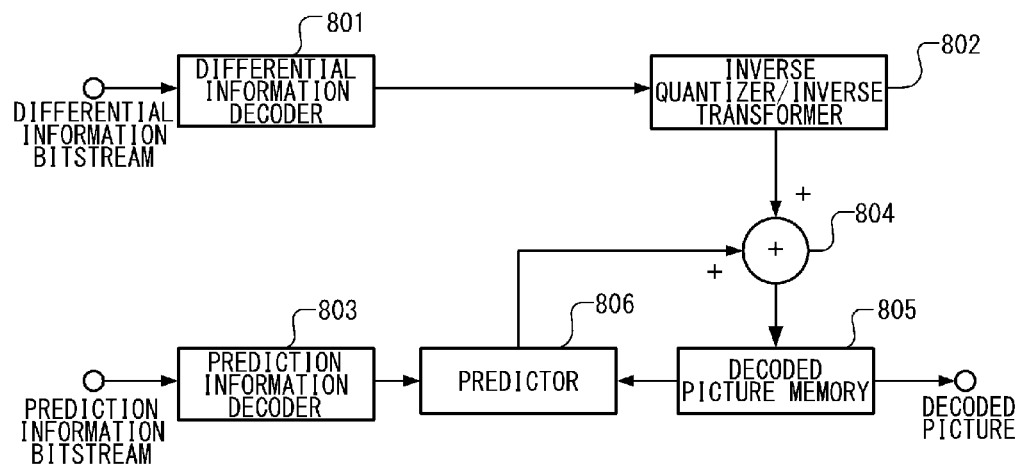 801
DIFFERENTIAL
INFORMATION
DECODER
802
INVERSE
QUANTIZER/INVERSE
TRANSFORMER
DIFFERENTIAL
INFORMATION
BITSTREAM
+
804
+
+
803
806
805
PREDICTION
INFORMATION
DECODER
PREDICTOR
DECODED
PICTURE MEMORY
PREDICTION
INFORMATION
BITSTREAM
DECODED
PICTURE